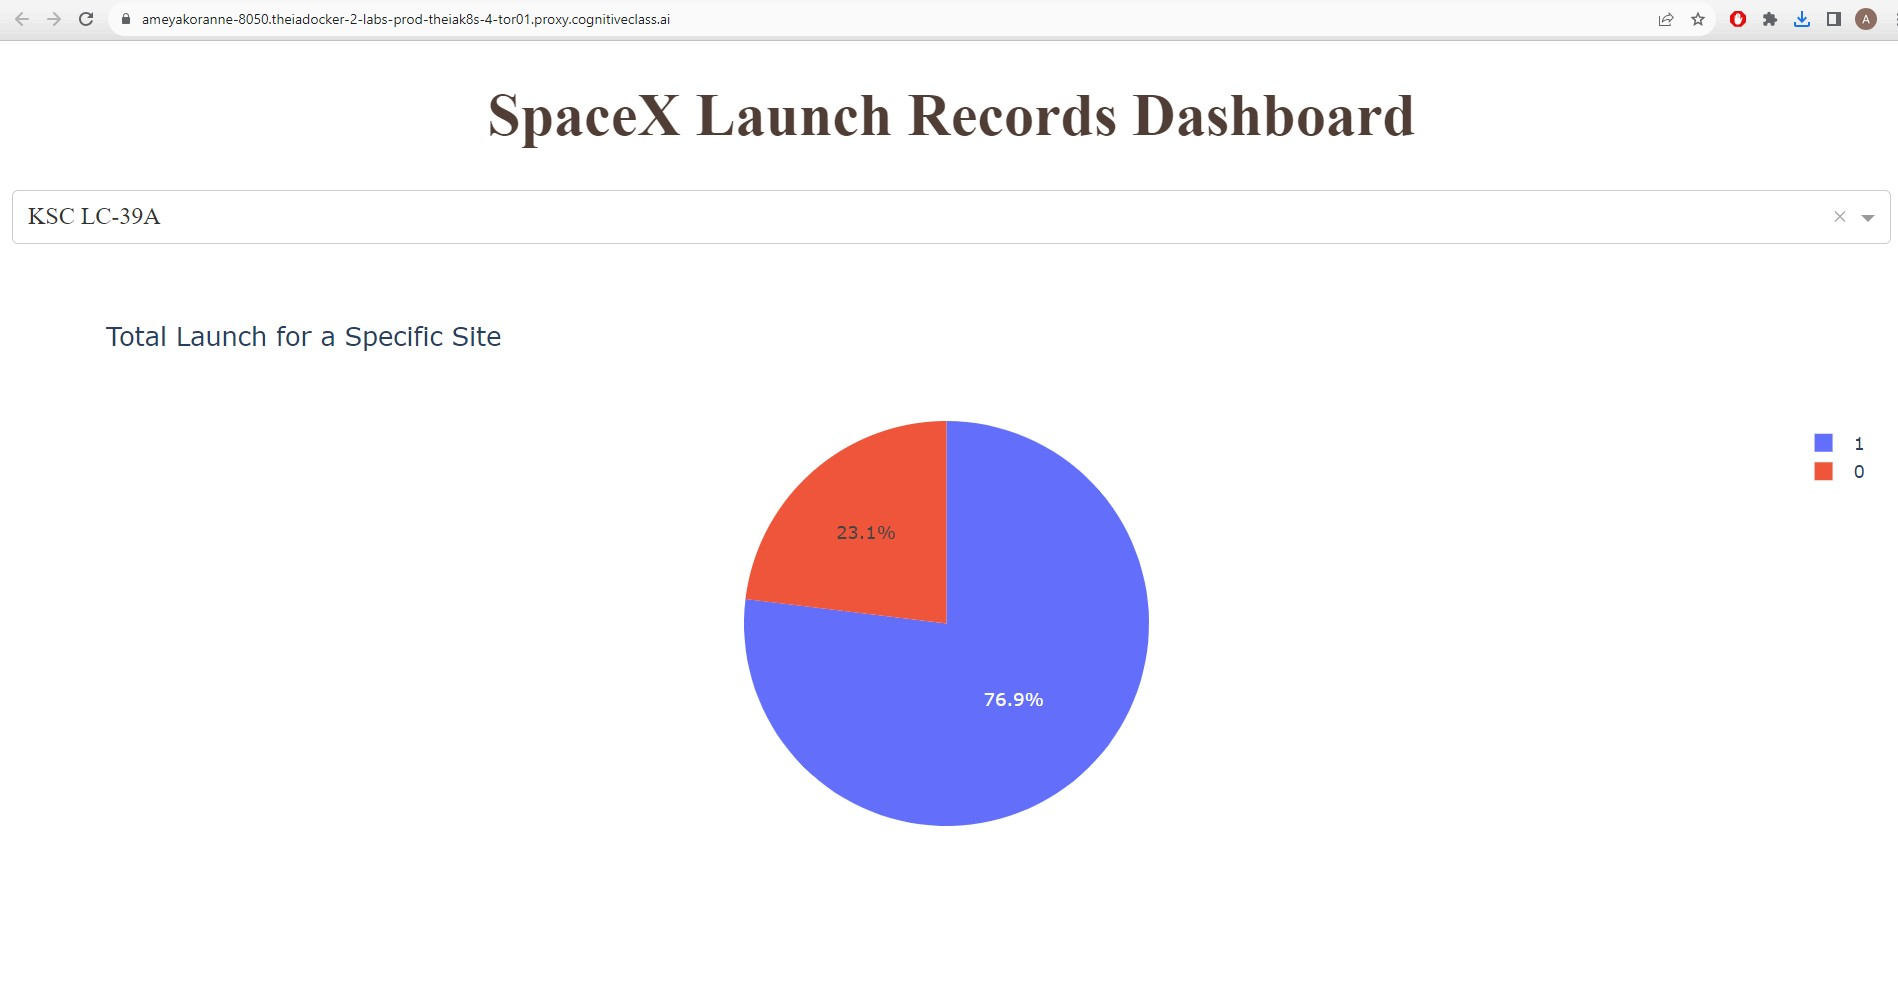 ameyakoranne-8050.theiadocker-2-labs-prod-theiak8s-4-tor01.proxy.cognitiveclass.ai
A
SpaceX Launch Records Dashboard
KSC LC-39A
Total Launch for a Specific Site
1
0
23.1%
76.9%